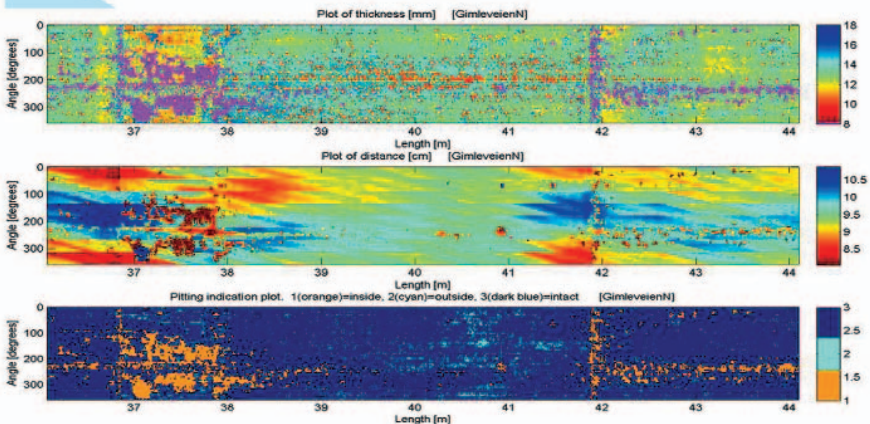 Plot of thickness [mm] [GimleveienN]
Angle [degrees]
0
100
200
300
37 38 39 40 41 42 43 44
Length [m]
18
16
14
12
10
8
Plot of distance [cm] [GimleveienN]
Angle [degrees]
0
100
200
300
37 38 39 40 41 42 43 44
Length [m]
10.5
10
9.5
9
8.5
Pitting indication plot, 1(orange)=inside, 2(cyan)=outside, 3(dark blue)=intact [GimleveienN]
Angle [degrees]
0
100
200
300
37 38 39 40 41 42 43 44
Length [m]
3
2.5
2
1.5
1